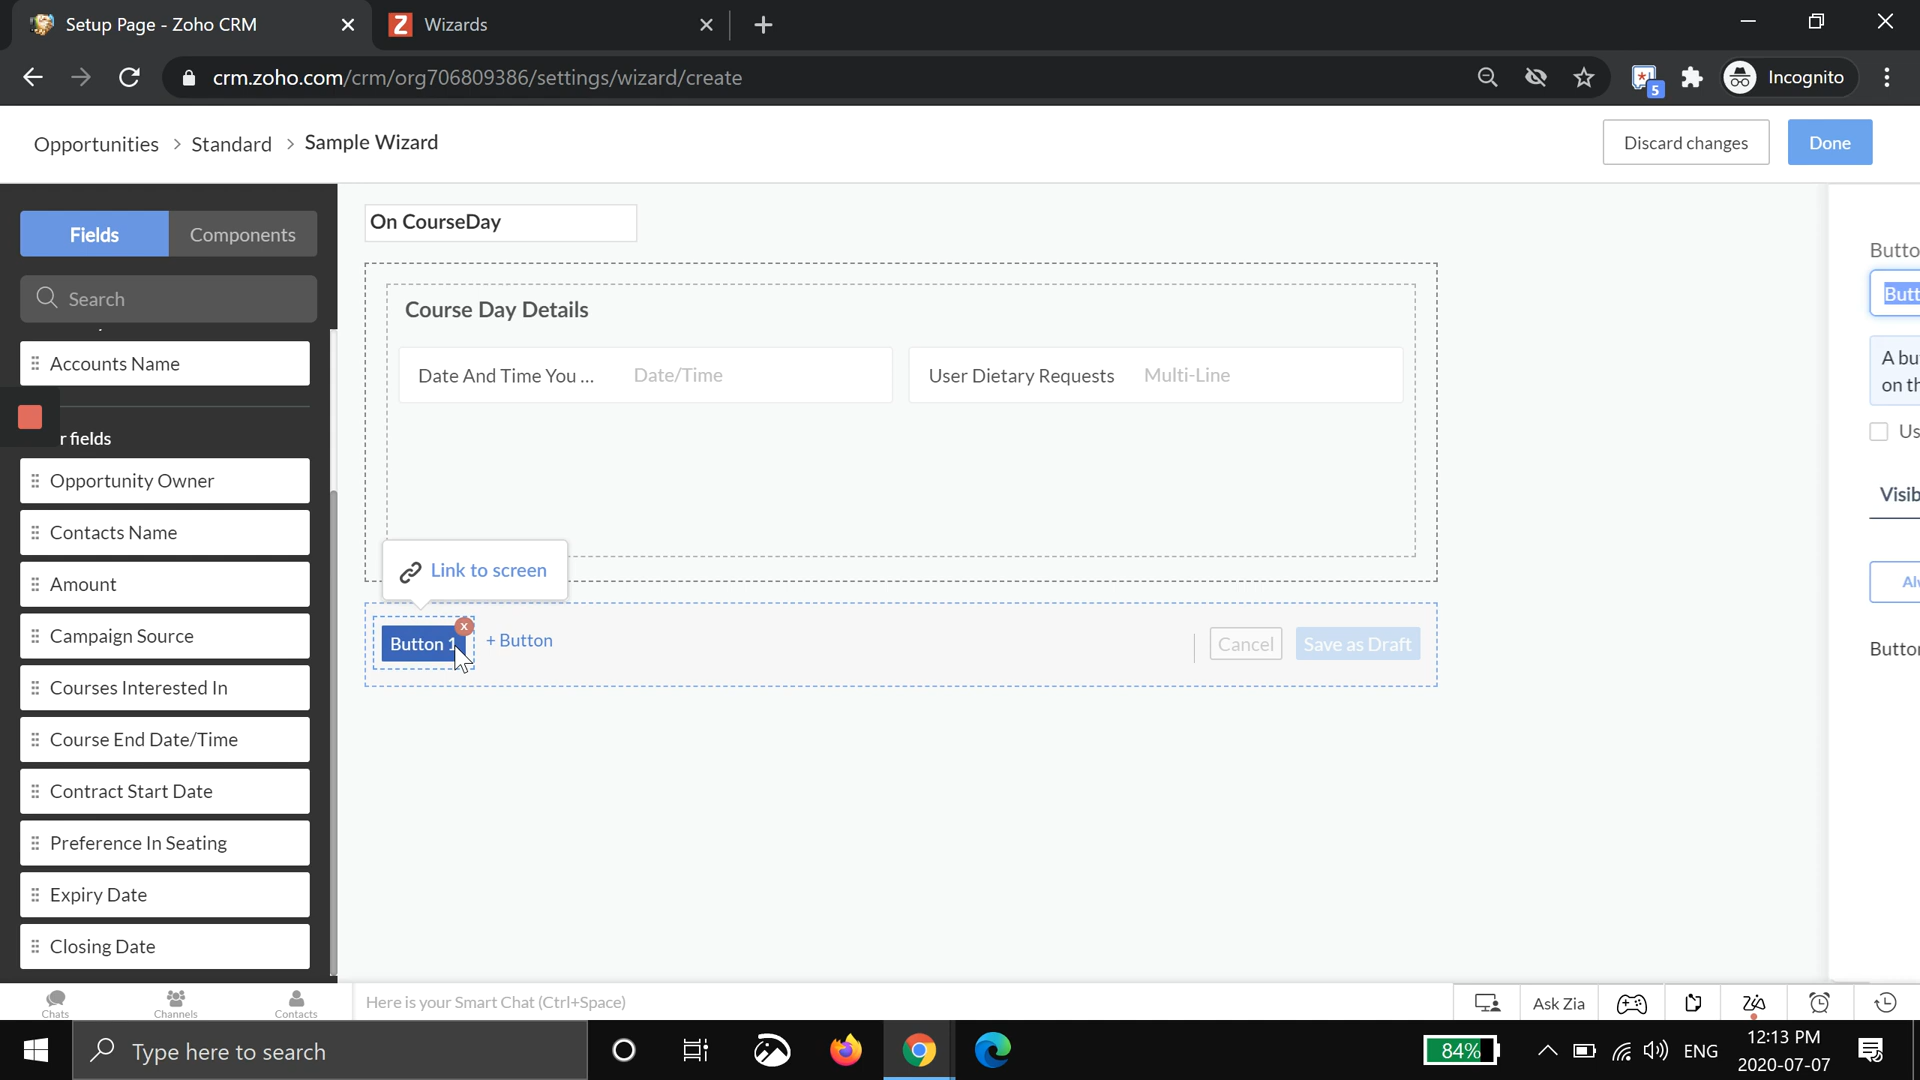 Setup Page - Zoho CRM
Wizards
crm.zoho.com/crm/org706809386/settings/wizard/create
5
Incognito
Opportunities > Standard > Sample Wizard
Discard changes
Done
Fields
Components
On CourseDay
Search
Accounts Name
r fields
Opportunity Owner
Contacts Name
Amount
Campaign Source
Courses Interested In
Course End Date/Time
Contract Start Date
Preference In Seating
Expiry Date
Closing Date
Course Day Details
Date And Time You ...
Date/Time
User Dietary Requests
Multi-Line
Link to screen
Button 1
x
+ Button
Cancel
Save as Draft
Butto
Butt
A bu
on th
Us
Visib
Al
Butto
Chats
Channels
Contacts
Here is your Smart Chat (Ctrl+Space)
Ask Zia
Type here to search
84%
ENG
12:13 PM
2020-07-07